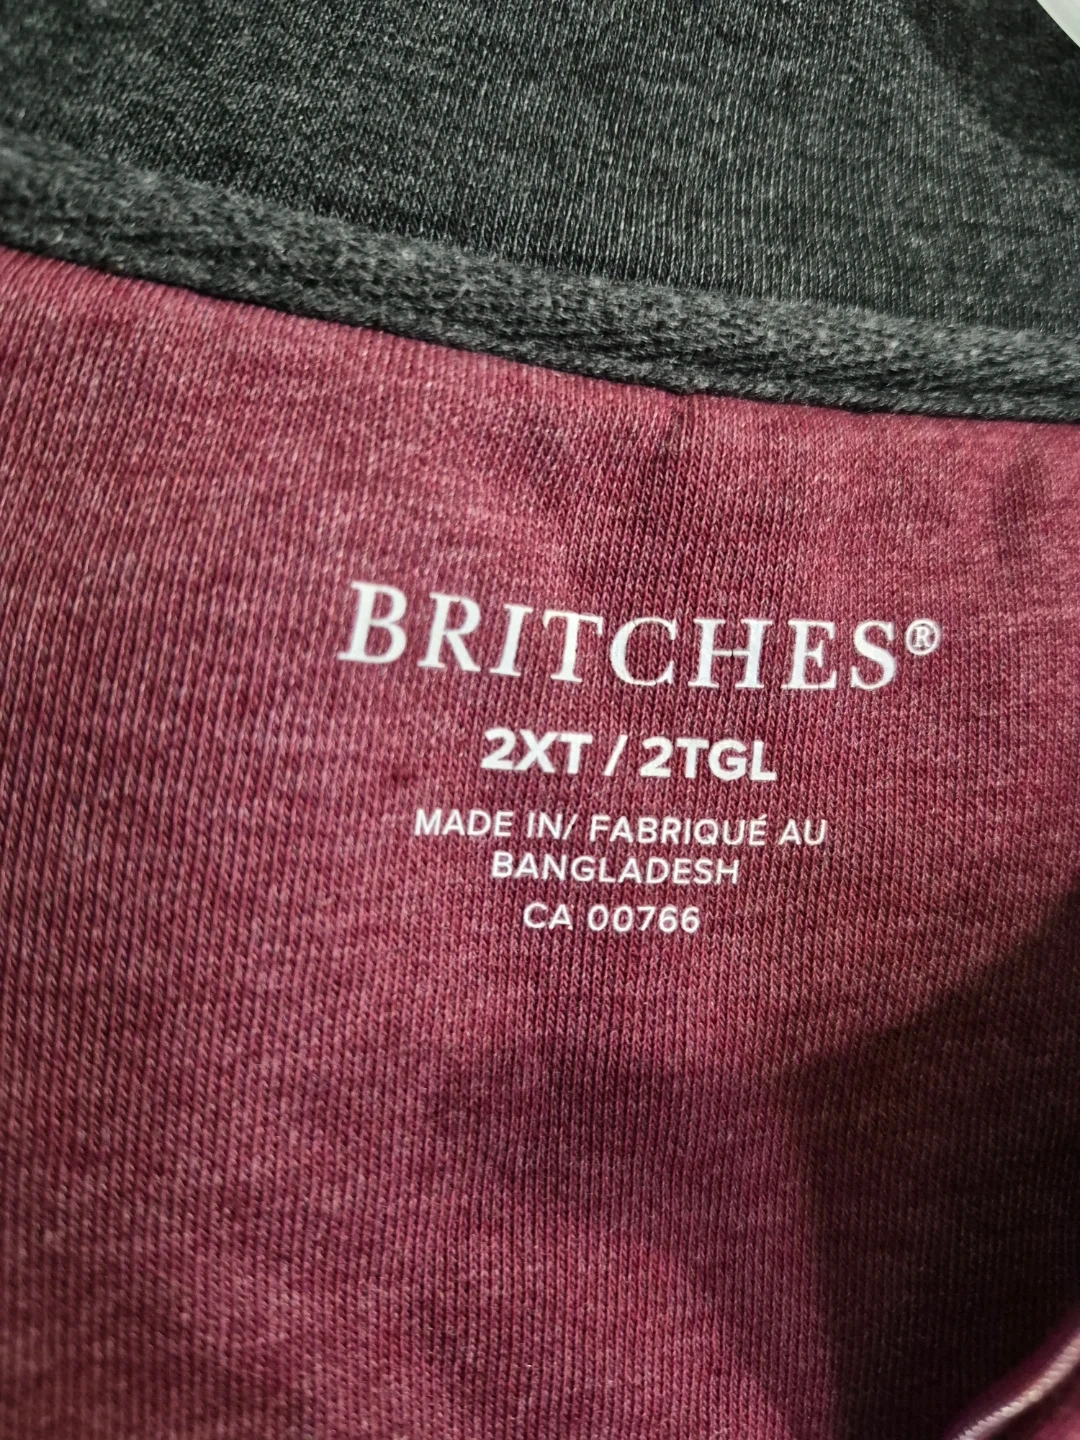 BRITCHES®
2XT / 2TGL
MADE IN/ FABRIQUÉ AU
BANGLADESH
CA 00766